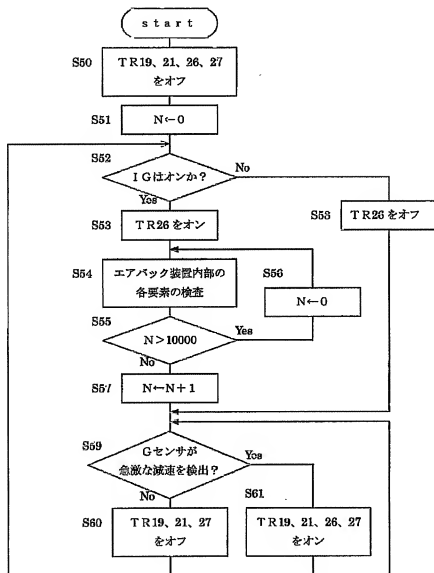 start
S50
TR19、21、26、27
をオフ
S51
N←0
S52
IGはオンか？
No
Yes
S53
TR26をオン
S53
TR26をオフ
S54
エアバック装置内部の
各要素の検査
S56
N←0
S55
N＞10000
Yes
No
S57
N←N＋1
S59
Gセンサが
急激な減速を検出？
Yes
No
S60
TR19、21、27
をオフ
S61
TR19、21、26、27
をオン